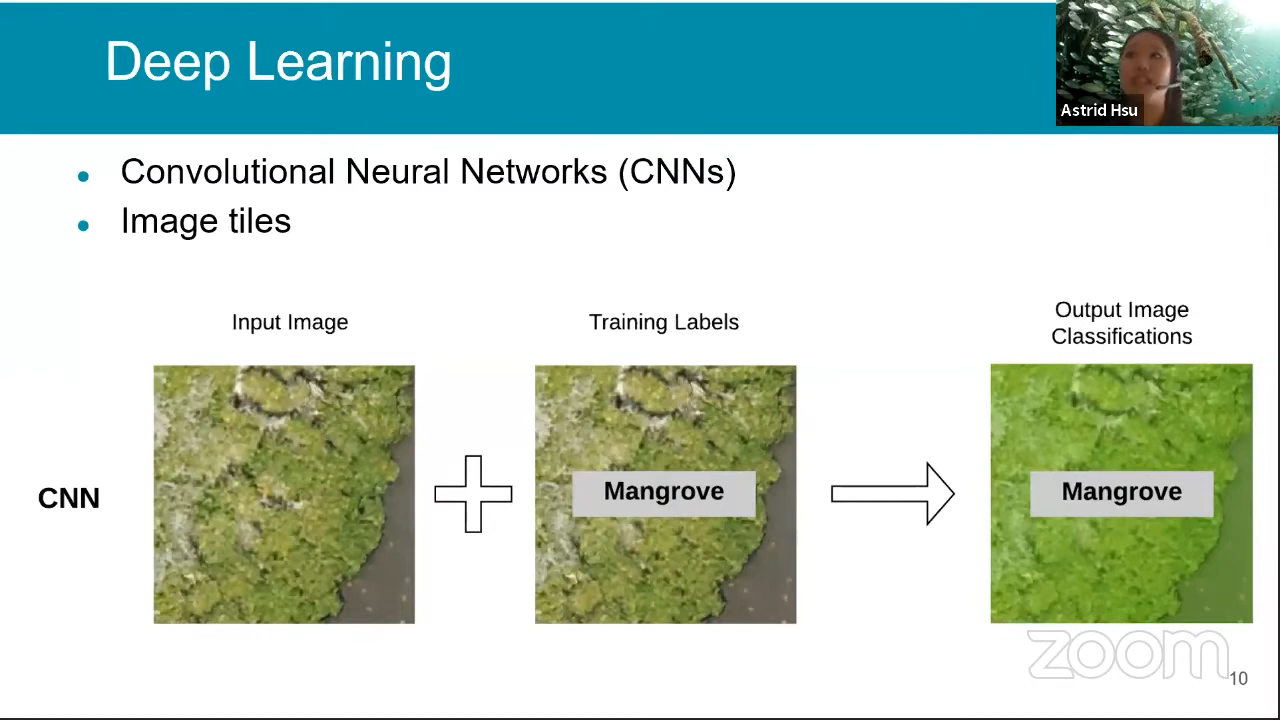 Deep Learning
Astrid Hsu
Convolutional Neural Networks (CNNs)
Image tiles
Input Image
Training Labels
Output Image
Classifications
CNN
Mangrove
Mangrove
zoom
10